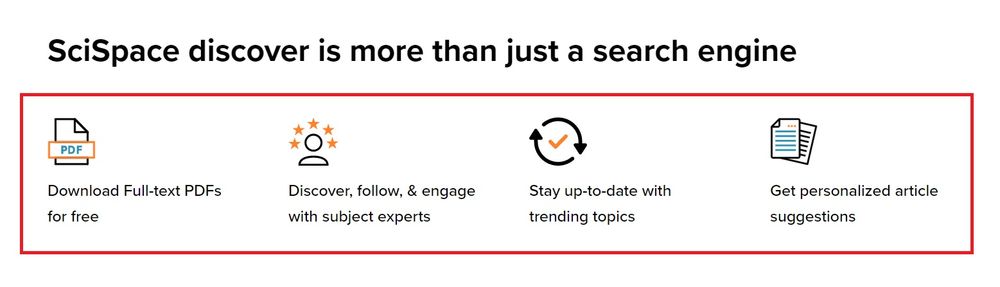 SciSpace discover is more than just a search engine
PDF
Download Full-text PDFs
for free
Discover, follow, & engage
with subject experts
Stay up-to-date with
trending topics
Get personalized article
suggestions